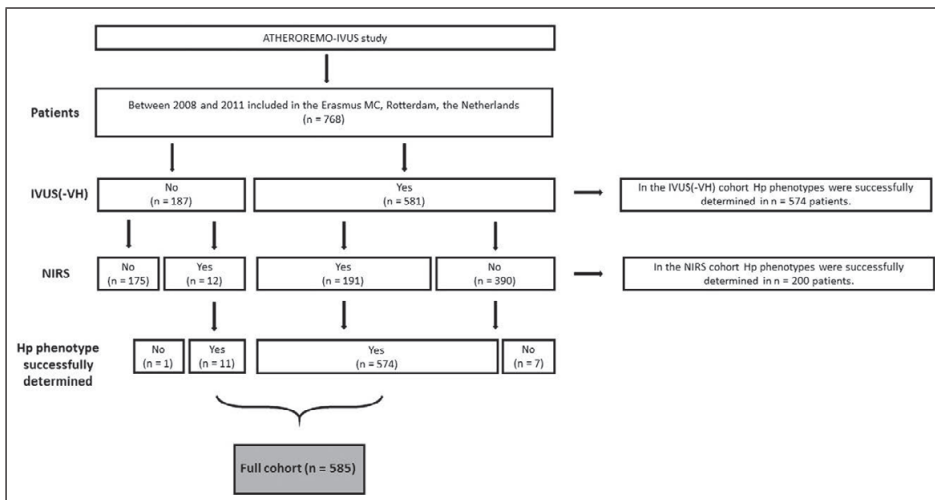 ATHEROREMO-IVUS study
Patients
Between 2008 and 2011 included in the Erasmus MC, Rotterdam, the Netherlands
(n = 768)
IVUS(-VH)
No
(n = 187)
Yes
(n = 581)
In the IVUS(-VH) cohort Hp phenotypes were successfully
determined in n = 574 patients.
NIRS
No
(n = 175)
Yes
(n = 12)
Yes
(n = 191)
No
(n = 390)
In the NIRS cohort Hp phenotypes were successfully
determined in n = 200 patients.
Hp phenotype
successfully
determined
No
(n = 1)
Yes
(n = 11)
Yes
(n = 574)
No
(n = 7)
Full cohort (n = 585)